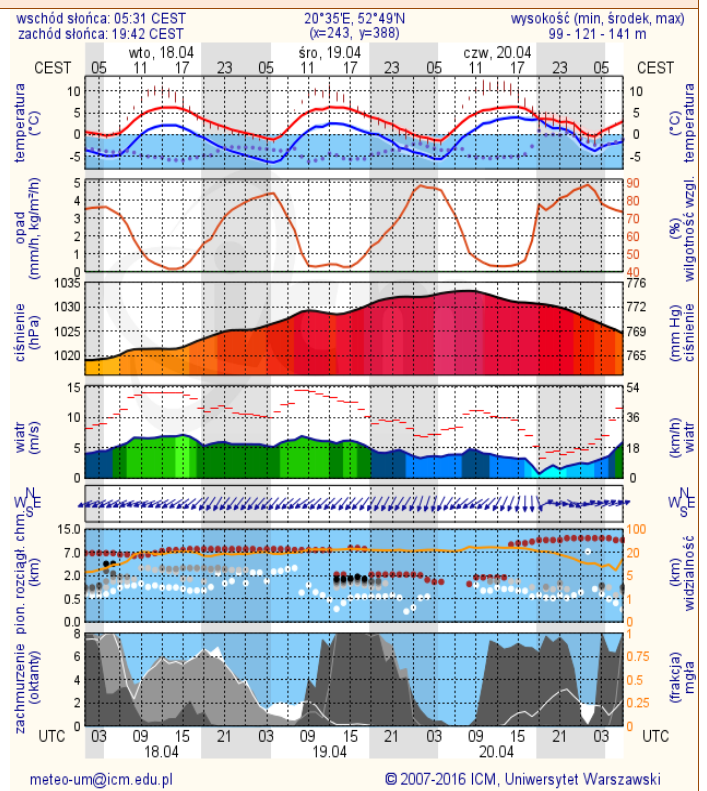 wschód słońca: 05:31 CEST 20°35'E, 52°49'N wysokość (min, środek, max)
zachód słońca: 19:42 CEST (x=243, y=388) 99 - 121 - 141 m
wto, 18.04 śro, 19.04 czw, 20.04
CEST 05 11 17 23 05 11 17 23 05 11 17 23 05 CEST
temperatura (°C)
10
5
0
-5
10
5
0
-5
temperatura (°C)
opad (mm/h, kg/m²/h)
5
4
3
2
1
0
90
80
70
60
50
40
(%) wilgotność wzgl.
ciśnienie (hPa)
1035
1030
1025
1020
776
772
769
765
(mm Hg) ciśnienie
wiatr (m/s)
15
10
5
0
54
36
18
0
(km/h) wiatr
N
W E
S
N
W E
S
pion. rozciągł. chm. (km)
15.0
7.0
2.0
0.5
0.0
100
20
5
1
0
(km) widzialność
zachmurzenie (oktanty)
8
6
4
2
0
1
0.75
0.5
0.25
0
(frakcja) mgła
UTC 03 09 15 21 03 09 15 21 03 09 15 21 03 UTC
18.04 19.04 20.04
meteo-um@icm.edu.pl © 2007-2016 ICM, Uniwersytet Warszawski